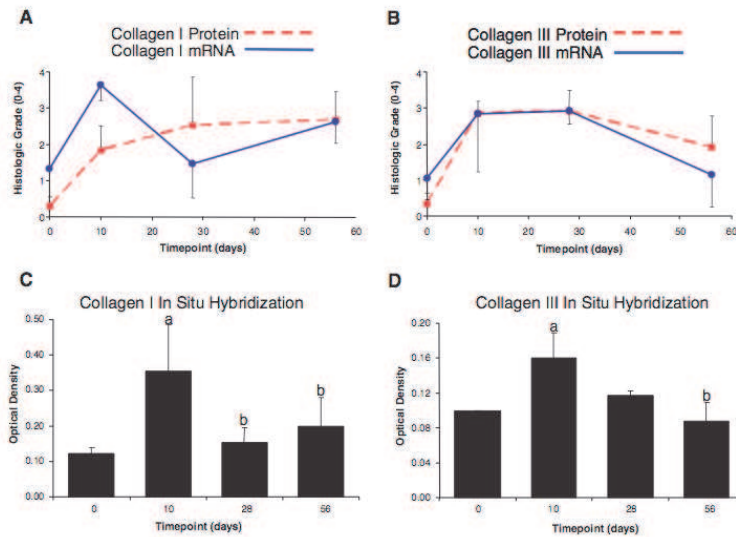 A
Collagen I Protein
Collagen I mRNA
Histologic Grade (0-4)
4
3
2
1
0
0 10 20 30 40 50 60
Timepoint (days)
B
Collagen III Protein
Collagen III mRNA
Histologic Grade (0-4)
4
3
2
1
0
0 10 20 30 40 50 60
Timepoint (days)
C
Collagen I In Situ Hybridization
Optical Density
0.50
0.40
0.30
0.20
0.10
0.00
a
b
b
0 10 28 56
Timepoint (days)
D
Collagen III In Situ Hybridization
Optical Density
0.20
0.16
0.12
0.08
0.04
0.00
a
b
0 10 28 56
Timepoint (days)